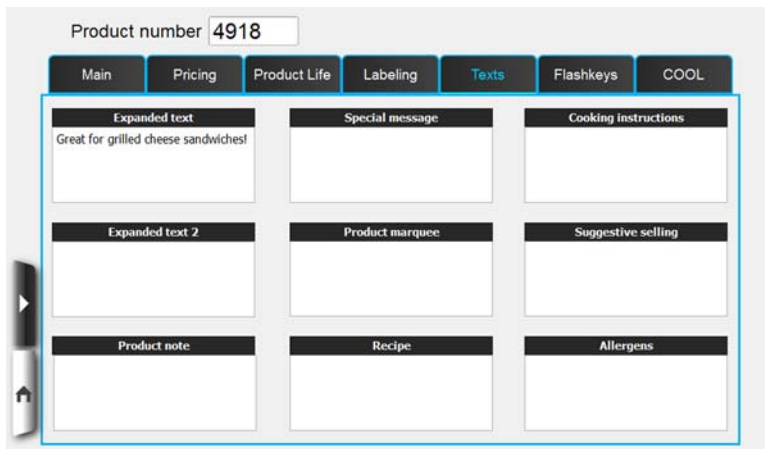 Product number 4918
Main Pricing Product Life Labeling Texts Flashkeys COOL
Expanded text Special message Cooking instructions
Great for grilled cheese sandwiches!
Expanded text 2 Product marquee Suggestive selling
Product note Recipe Allergens